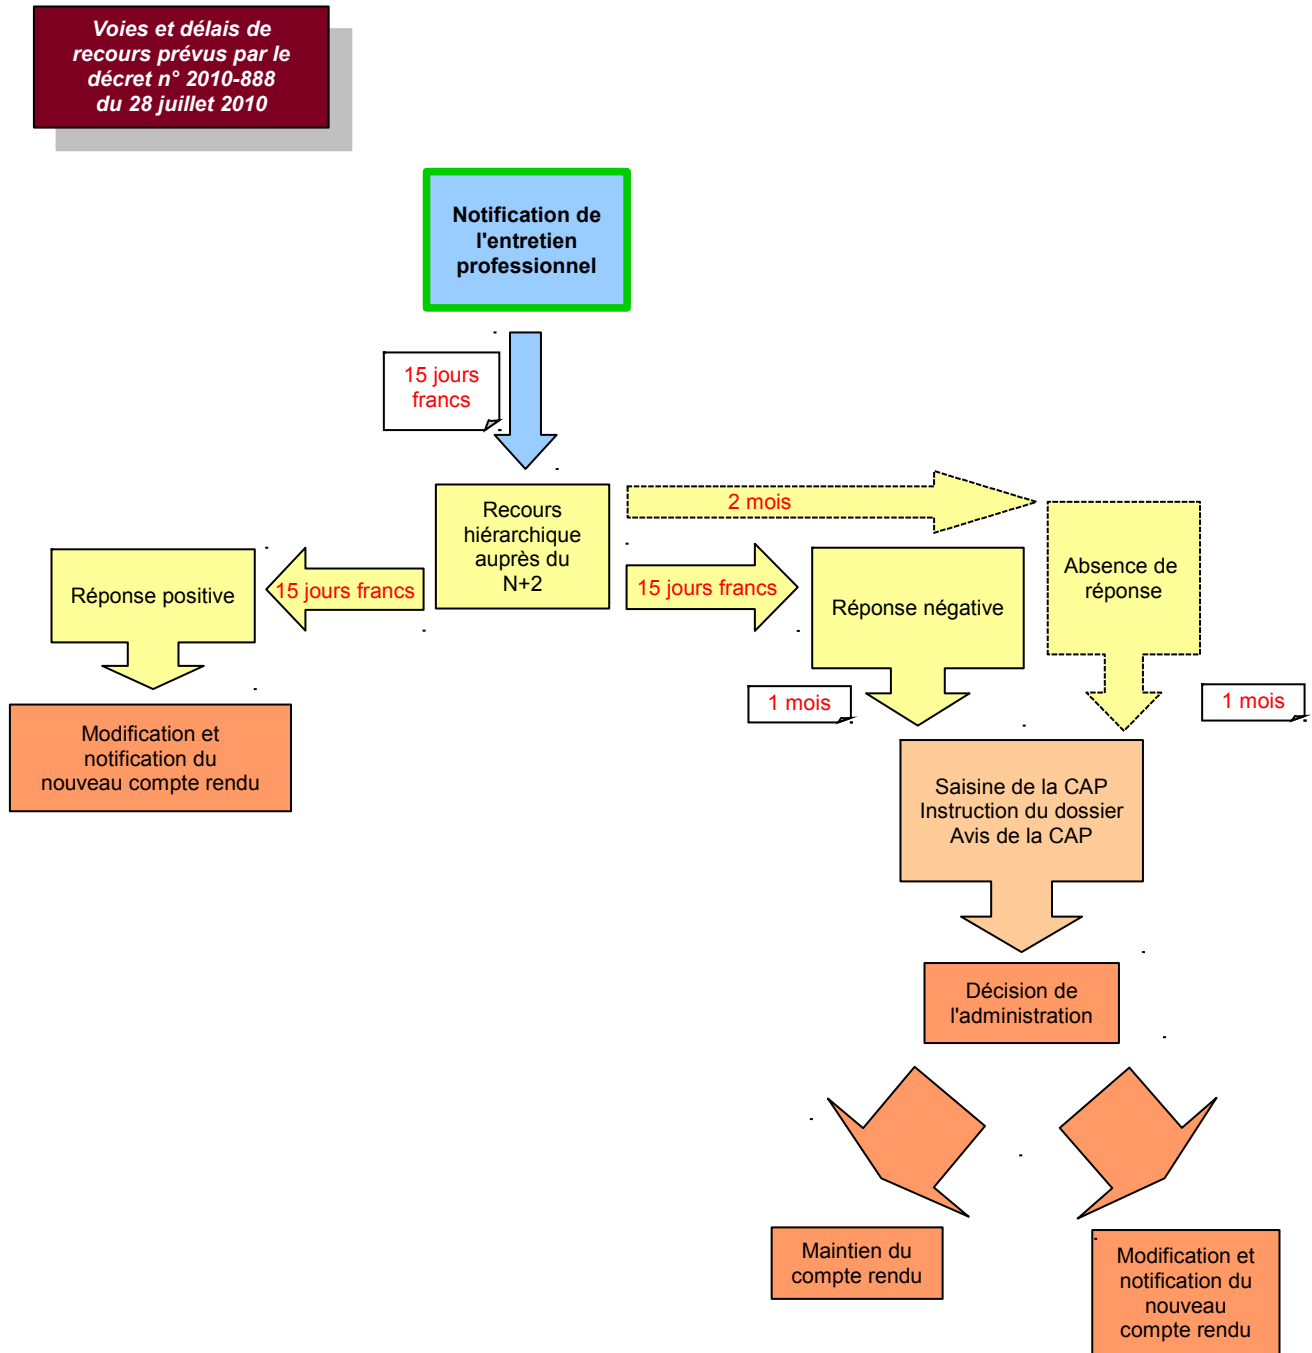 Voies et délais de
recours prévus par le
décret n° 2010-888
du 28 juillet 2010
Notification de
l'entretien
professionnel
15 jours
francs
Recours
hiérarchique
auprès du
N+2
2 mois
Absence de
réponse
15 jours francs
Réponse positive
15 jours francs
Réponse négative
1 mois
1 mois
Modification et
notification du
nouveau compte rendu
Saisine de la CAP
Instruction du dossier
Avis de la CAP
Décision de
l'administration
Maintien du
compte rendu
Modification et
notification du
nouveau
compte rendu